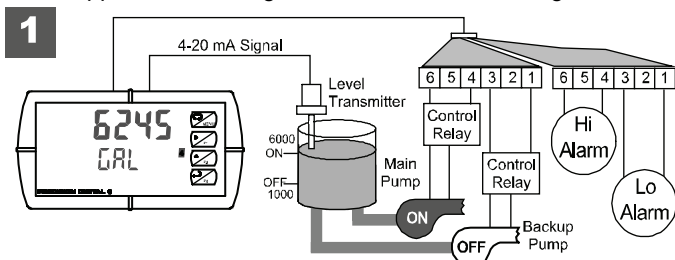 1
4-20 mA Signal
6245
GAL
Level
Transmitter
6000
ON
OFF
1000
Main
Pump
ON
OFF
Backup
Pump
6 5 4 3 2 1
6 5 4 3 2 1
Control
Relay
Control
Relay
Hi
Alarm
Lo
Alarm